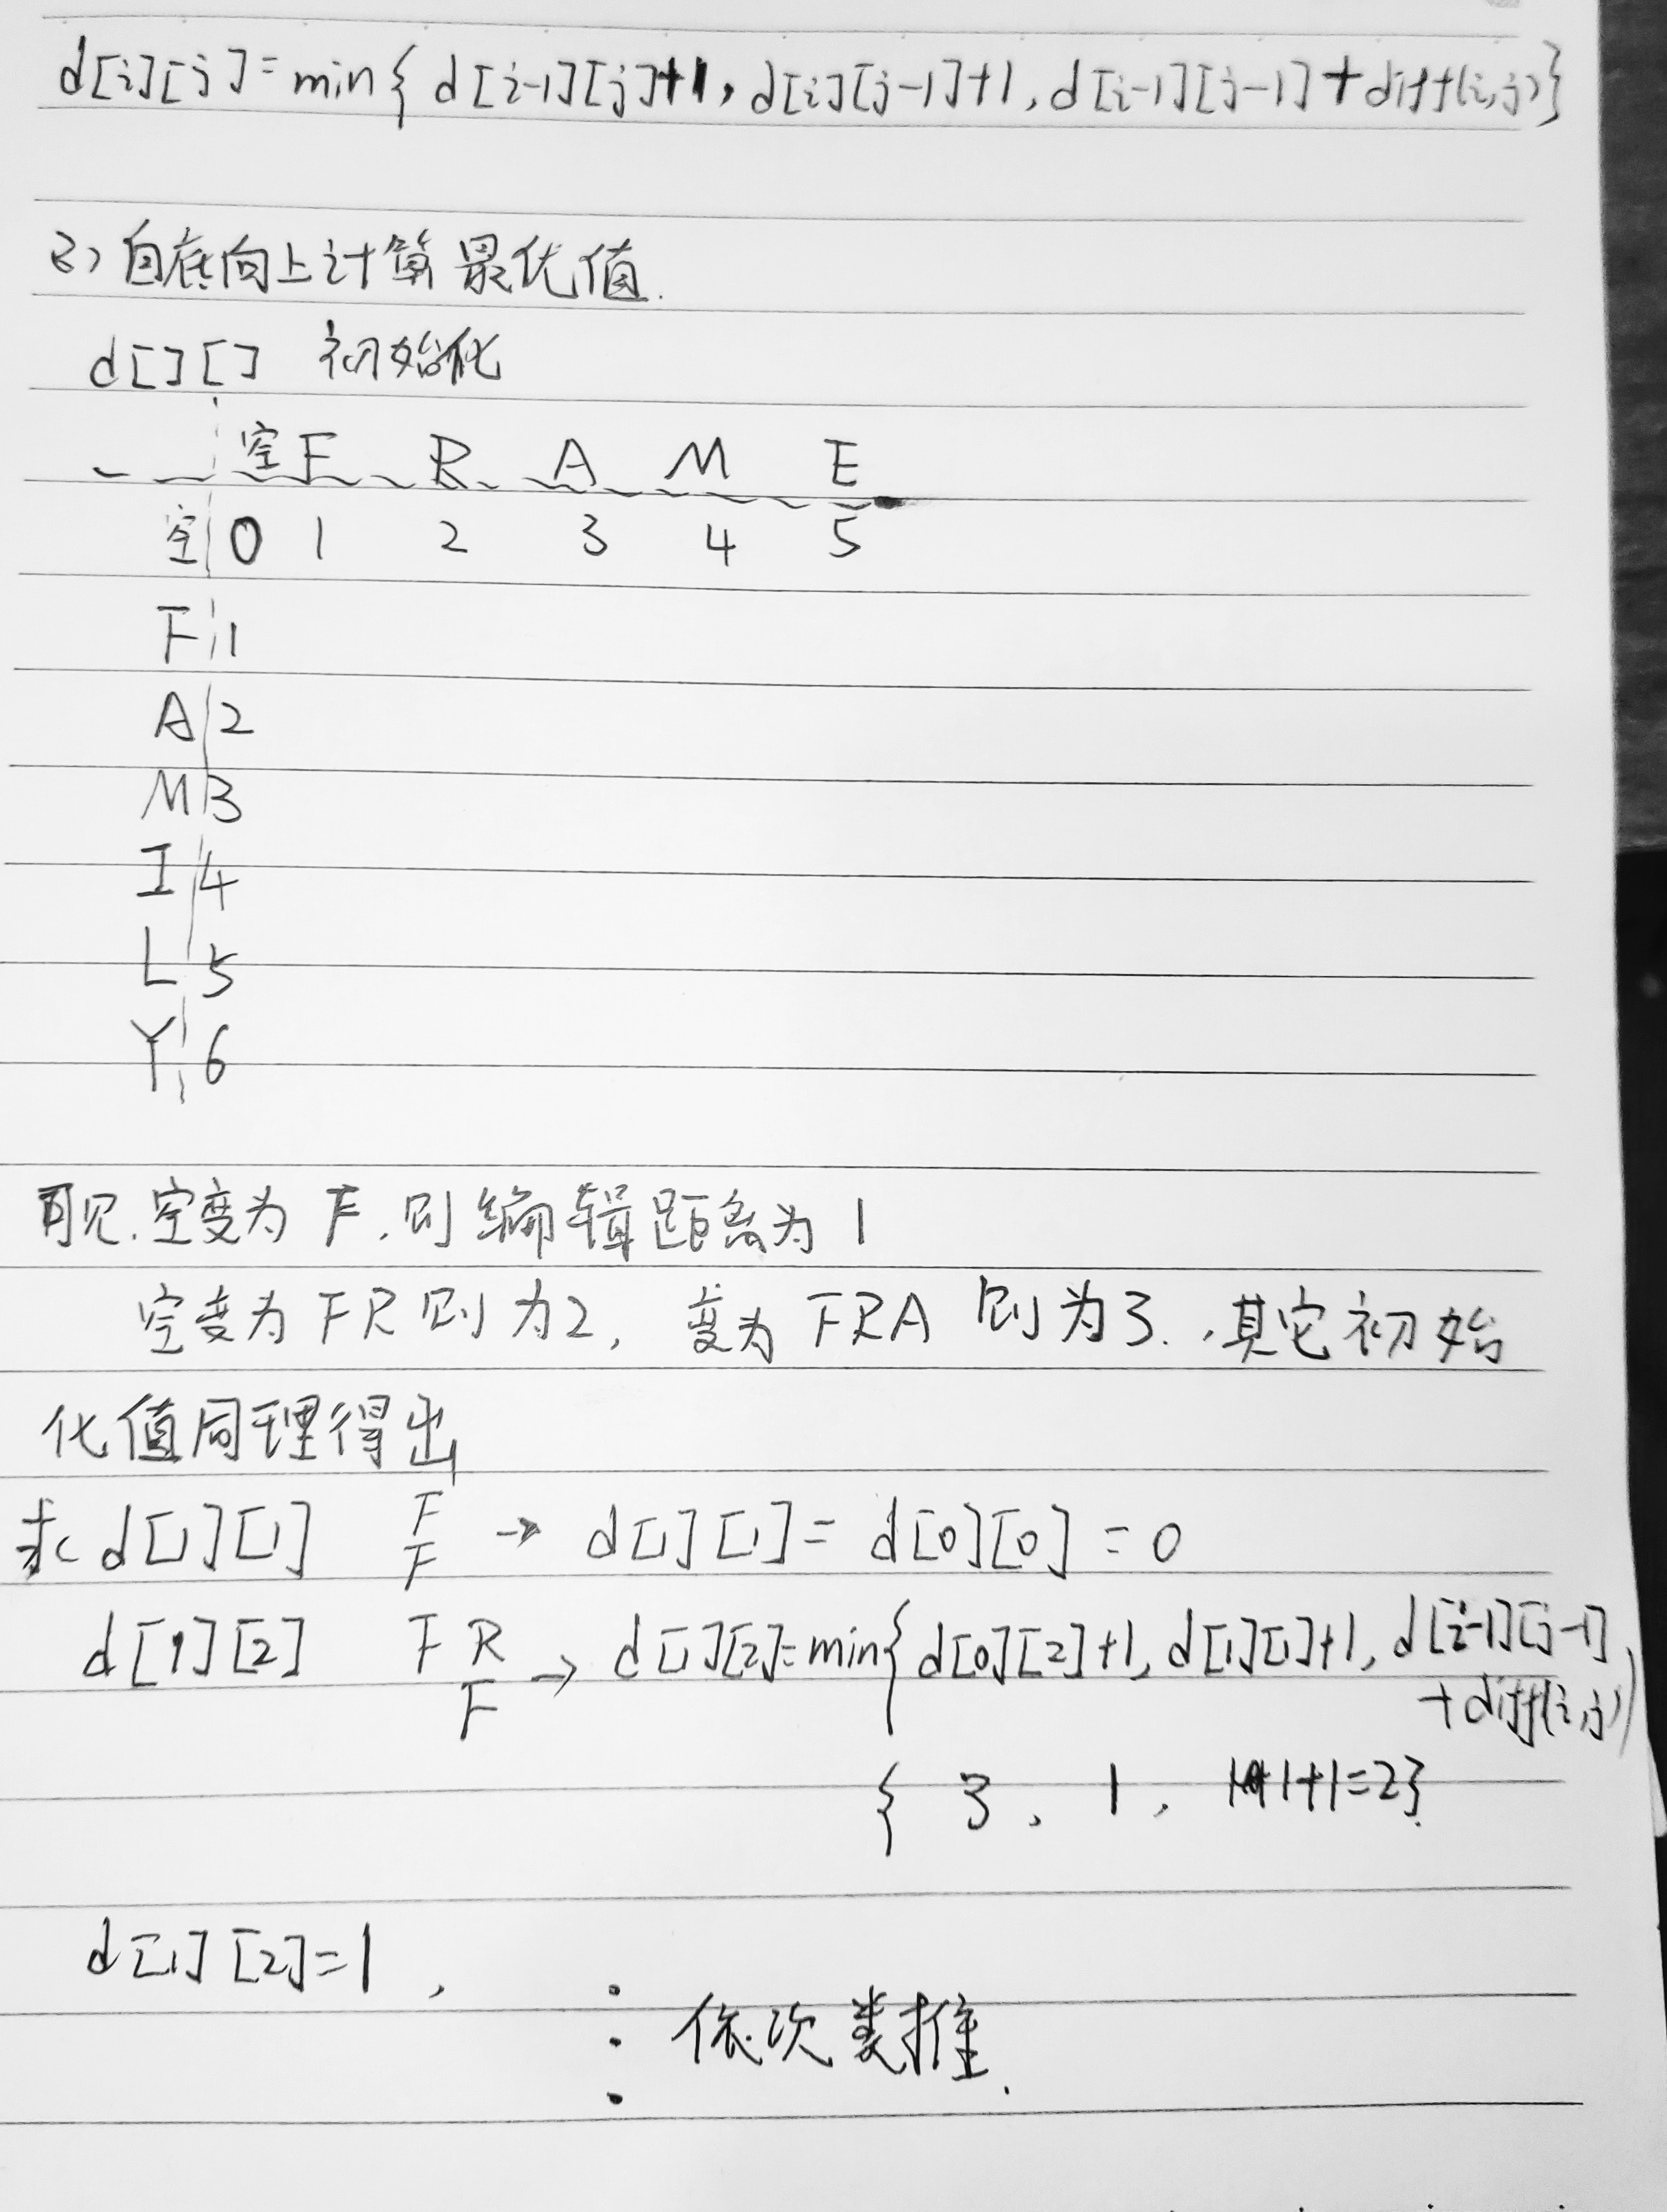 d[i][j]=min{ d[i-1][j]+1, d[i][j-1]+1, d[i-1][j-1]+diff(i,j)}
3) 自底向上计算最优值.
d[][] 初始化
空 F R A M E
空 0 1 2 3 4 5
F 1
A 2
M 3
I 4
L 5
Y 6
可见.空变为 F.则编辑距离为 1
空变为 FR 则为2, 变为 FRA 则为3.,其它初始
化值同理得出
求 d[1][1] F → d[1][1]= d[0][0] =0
F
d[1][2] F R → d[1][2]=min{ d[0][2]+1, d[1][1]+1, d[i-1][j-1]
F +diff(i,j)}
{ 3, 1, 1+1=2}
d[1][2]=1,
⋮ 依次类推.